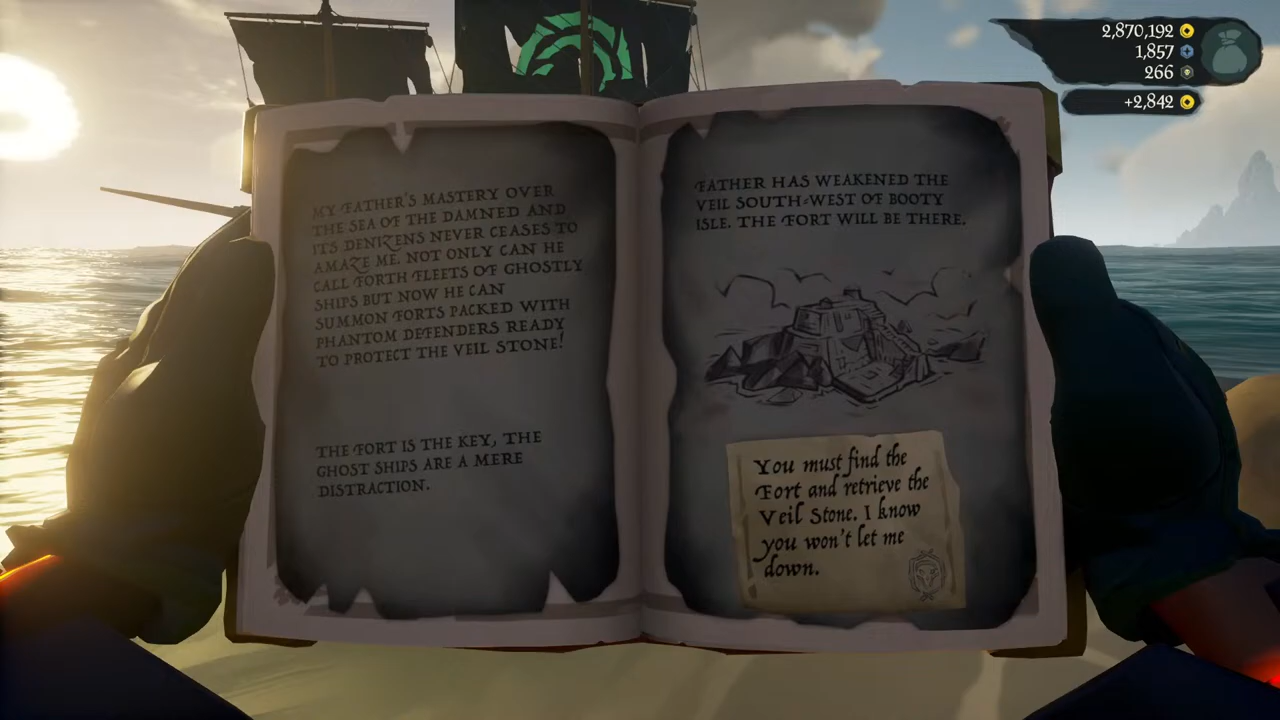 2,870,192
1,857
266
+2,842
MY FATHER'S MASTERY OVER
THE SEA OF THE DAMNED AND
ITS DENIZENS NEVER CEASES TO
AMAZE ME. NOT ONLY CAN HE
CALL FORTH FLEETS OF GHOSTLY
SHIPS BUT NOW HE CAN
SUMMON FORTS PACKED WITH
PHANTOM DEFENDERS READY
TO PROTECT THE VEIL STONE!
THE FORT IS THE KEY, THE
GHOST SHIPS ARE A MERE
DISTRACTION.
FATHER HAS WEAKENED THE
VEIL SOUTH-WEST OF BOOTY
ISLE. THE FORT WILL BE THERE.
You must find the
Fort and retrieve the
Veil Stone. I know
you won't let me
down.